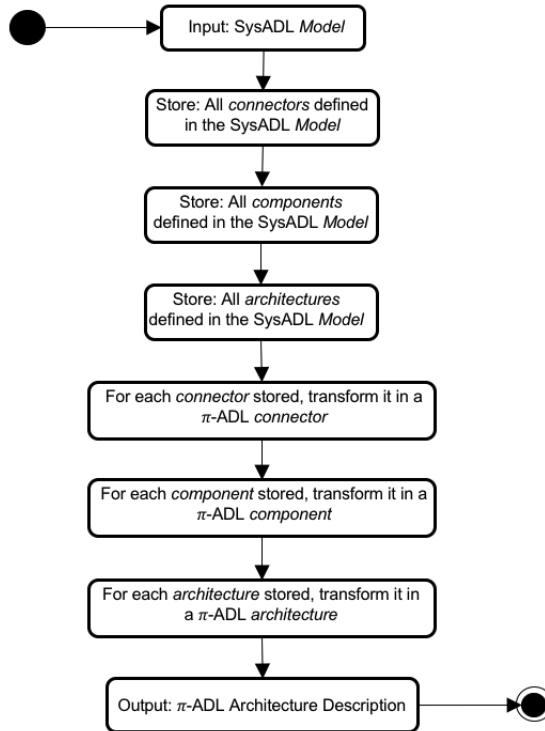 Input: SysADL Model
Store: All connectors defined
in the SysADL Model
Store: All components
defined in the SysADL Model
Store: All architectures
defined in the SysADL Model
For each connector stored, transform it in a
π-ADL connector
For each component stored, transform it in a
π-ADL component
For each architecture stored, transform it in
a π-ADL architecture
Output: π-ADL Architecture Description